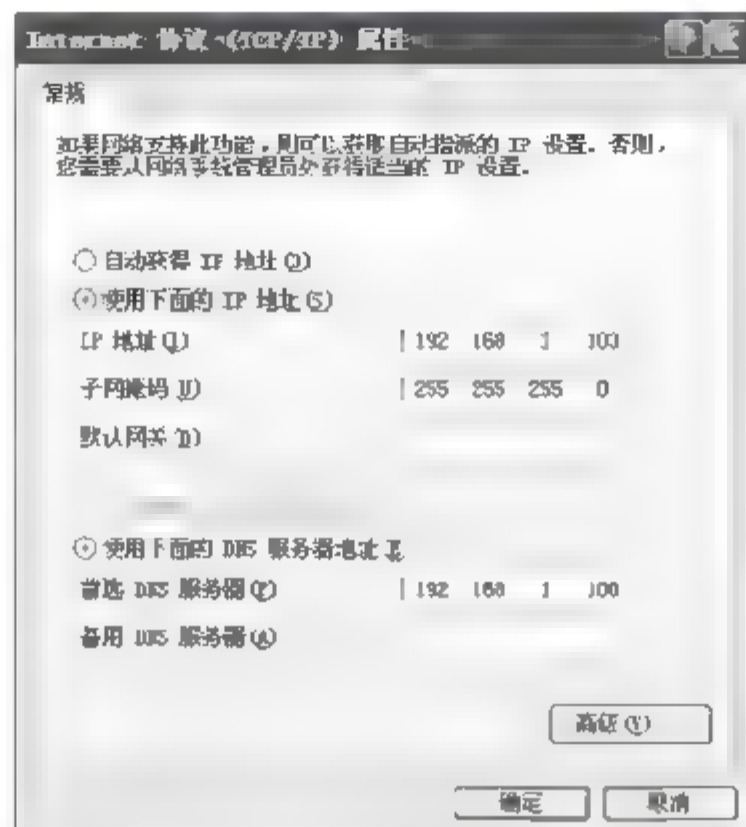 Internet 协议 (TCP/IP) 属性
常规
如果网络支持此功能，则可以获取自动指派的 IP 设置。否则，
您需要从网络系统管理员处获得适当的 IP 设置。
自动获得 IP 地址(O)
使用下面的 IP 地址(S)
IP 地址(I) 192 168 1 100
子网掩码(U) 255 255 255 0
默认网关(D)
使用下面的 DNS 服务器地址(E)
首选 DNS 服务器(P) 192 168 1 100
备用 DNS 服务器(A)
高级(V)
确定 取消